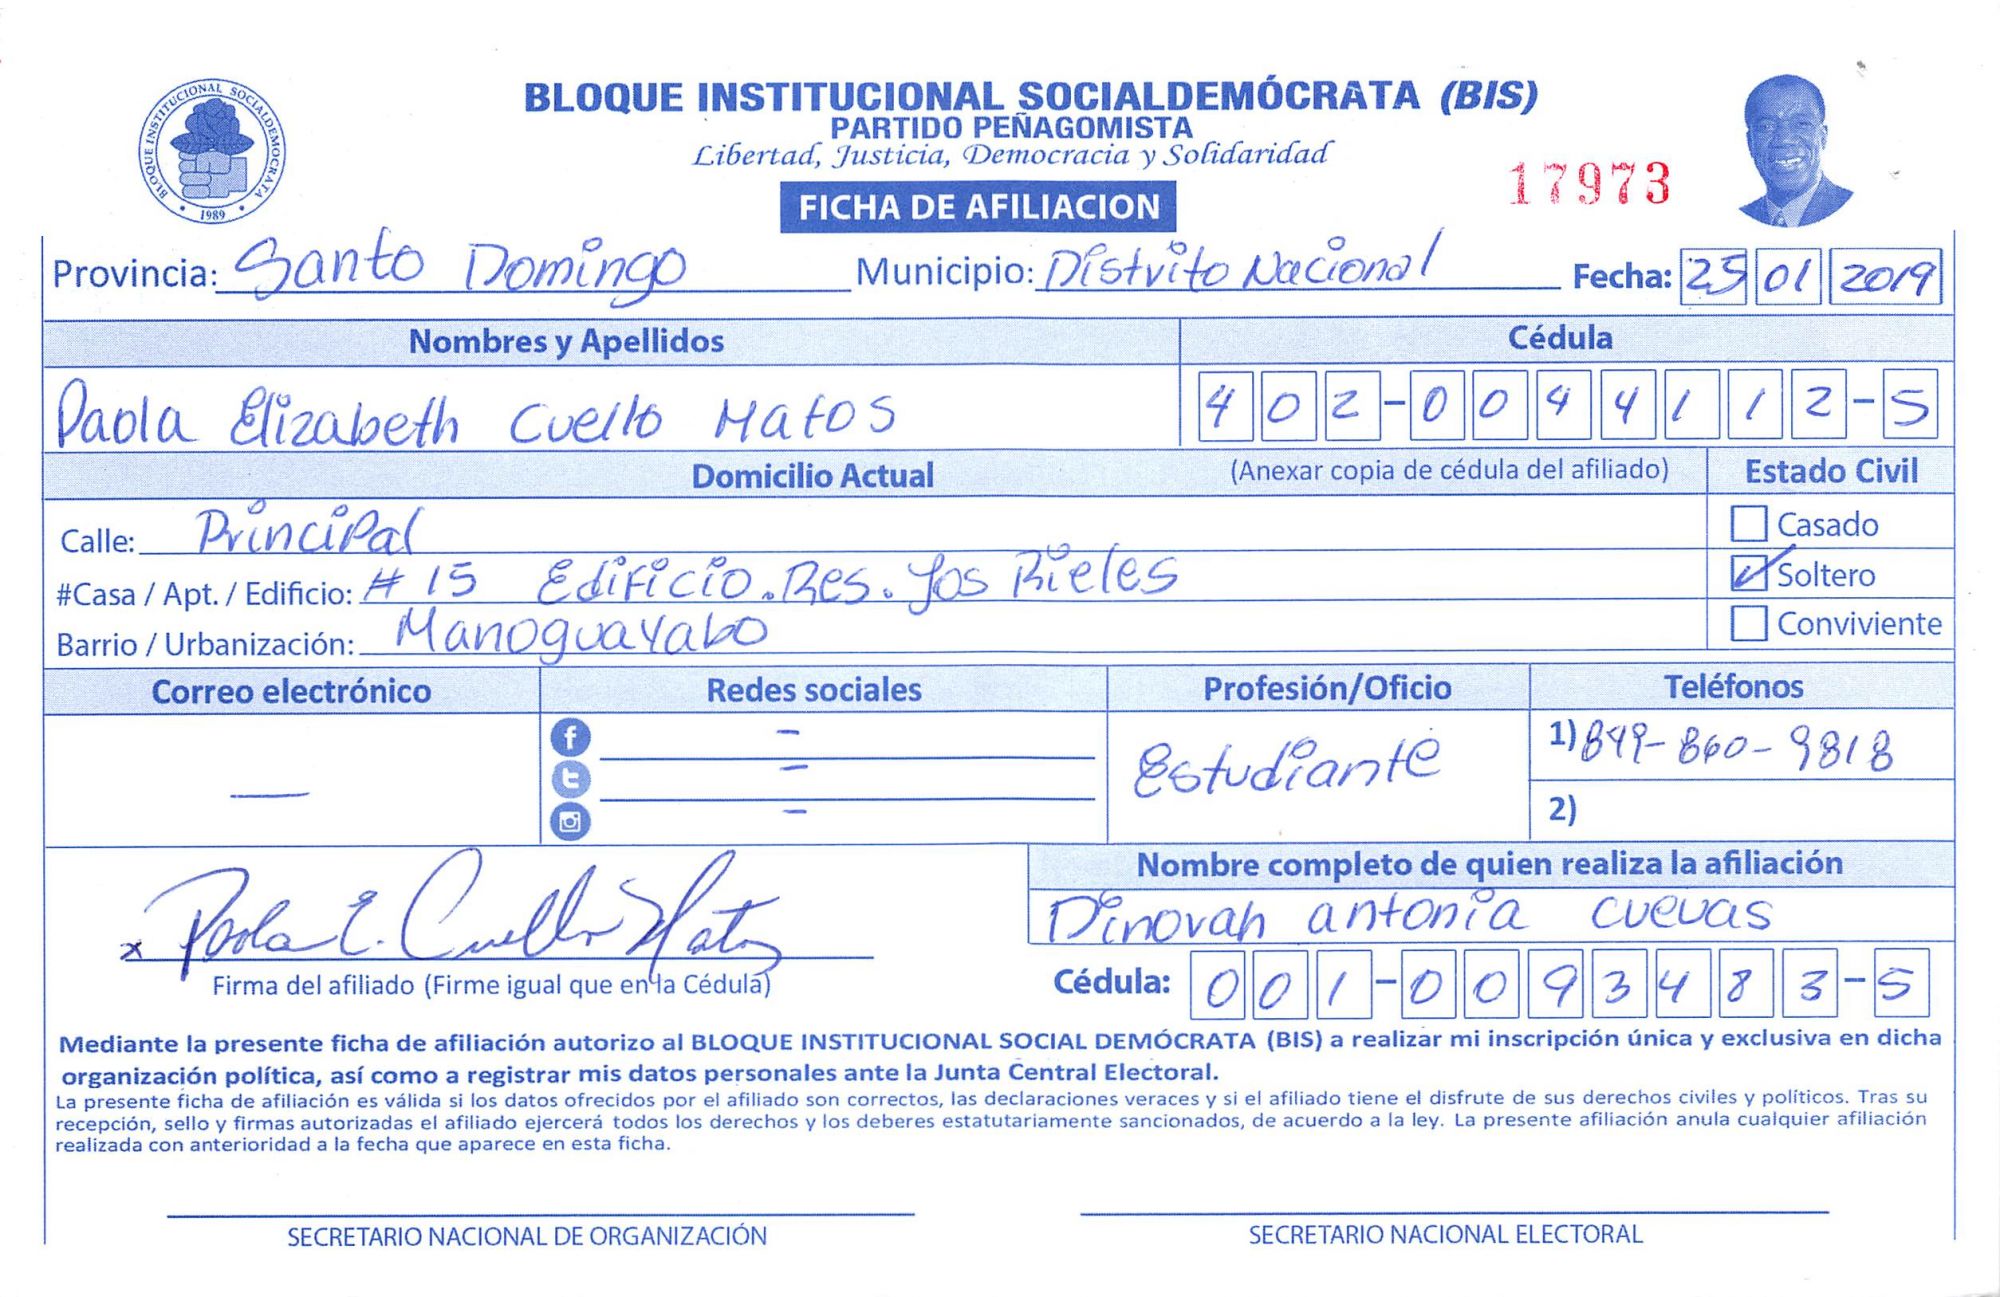 BLOQUE INSTITUCIONAL SOCIALDEMOCRATA
1989
BLOQUE INSTITUCIONAL SOCIALDEMÓCRATA (BIS)
PARTIDO PEÑAGOMISTA
Libertad, Justicia, Democracia y Solidaridad
17973
FICHA DE AFILIACION
Provincia: Santo Domingo Municipio: Distrito Nacional Fecha: 25 01 2019
Nombres y Apellidos Cédula
Paola Elizabeth Cuello Matos 402-0044112-5
Domicilio Actual (Anexar copia de cédula del afiliado) Estado Civil
Calle: Principal Casado
#Casa / Apt. / Edificio: # 15 Edificio. Res. Los Rieles Soltero
Barrio / Urbanización: Manoguayabo Conviviente
Correo electrónico Redes sociales Profesión/Oficio Teléfonos
— – – – Estudiante 1) 849-860-9818
2)
Nombre completo de quien realiza la afiliación
Dinovah antonia cuevas
x Paola E. Cuello Matos
Firma del afiliado (Firme igual que en la Cédula) Cédula: 001-0093483-5
Mediante la presente ficha de afiliación autorizo al BLOQUE INSTITUCIONAL SOCIAL DEMÓCRATA (BIS) a realizar mi inscripción única y exclusiva en dicha
organización política, así como a registrar mis datos personales ante la Junta Central Electoral.
La presente ficha de afiliación es válida si los datos ofrecidos por el afiliado son correctos, las declaraciones veraces y si el afiliado tiene el disfrute de sus derechos civiles y políticos. Tras su
recepción, sello y firmas autorizadas el afiliado ejercerá todos los derechos y los deberes estatutariamente sancionados, de acuerdo a la ley. La presente afiliación anula cualquier afiliación
realizada con anterioridad a la fecha que aparece en esta ficha.
SECRETARIO NACIONAL DE ORGANIZACIÓN SECRETARIO NACIONAL ELECTORAL